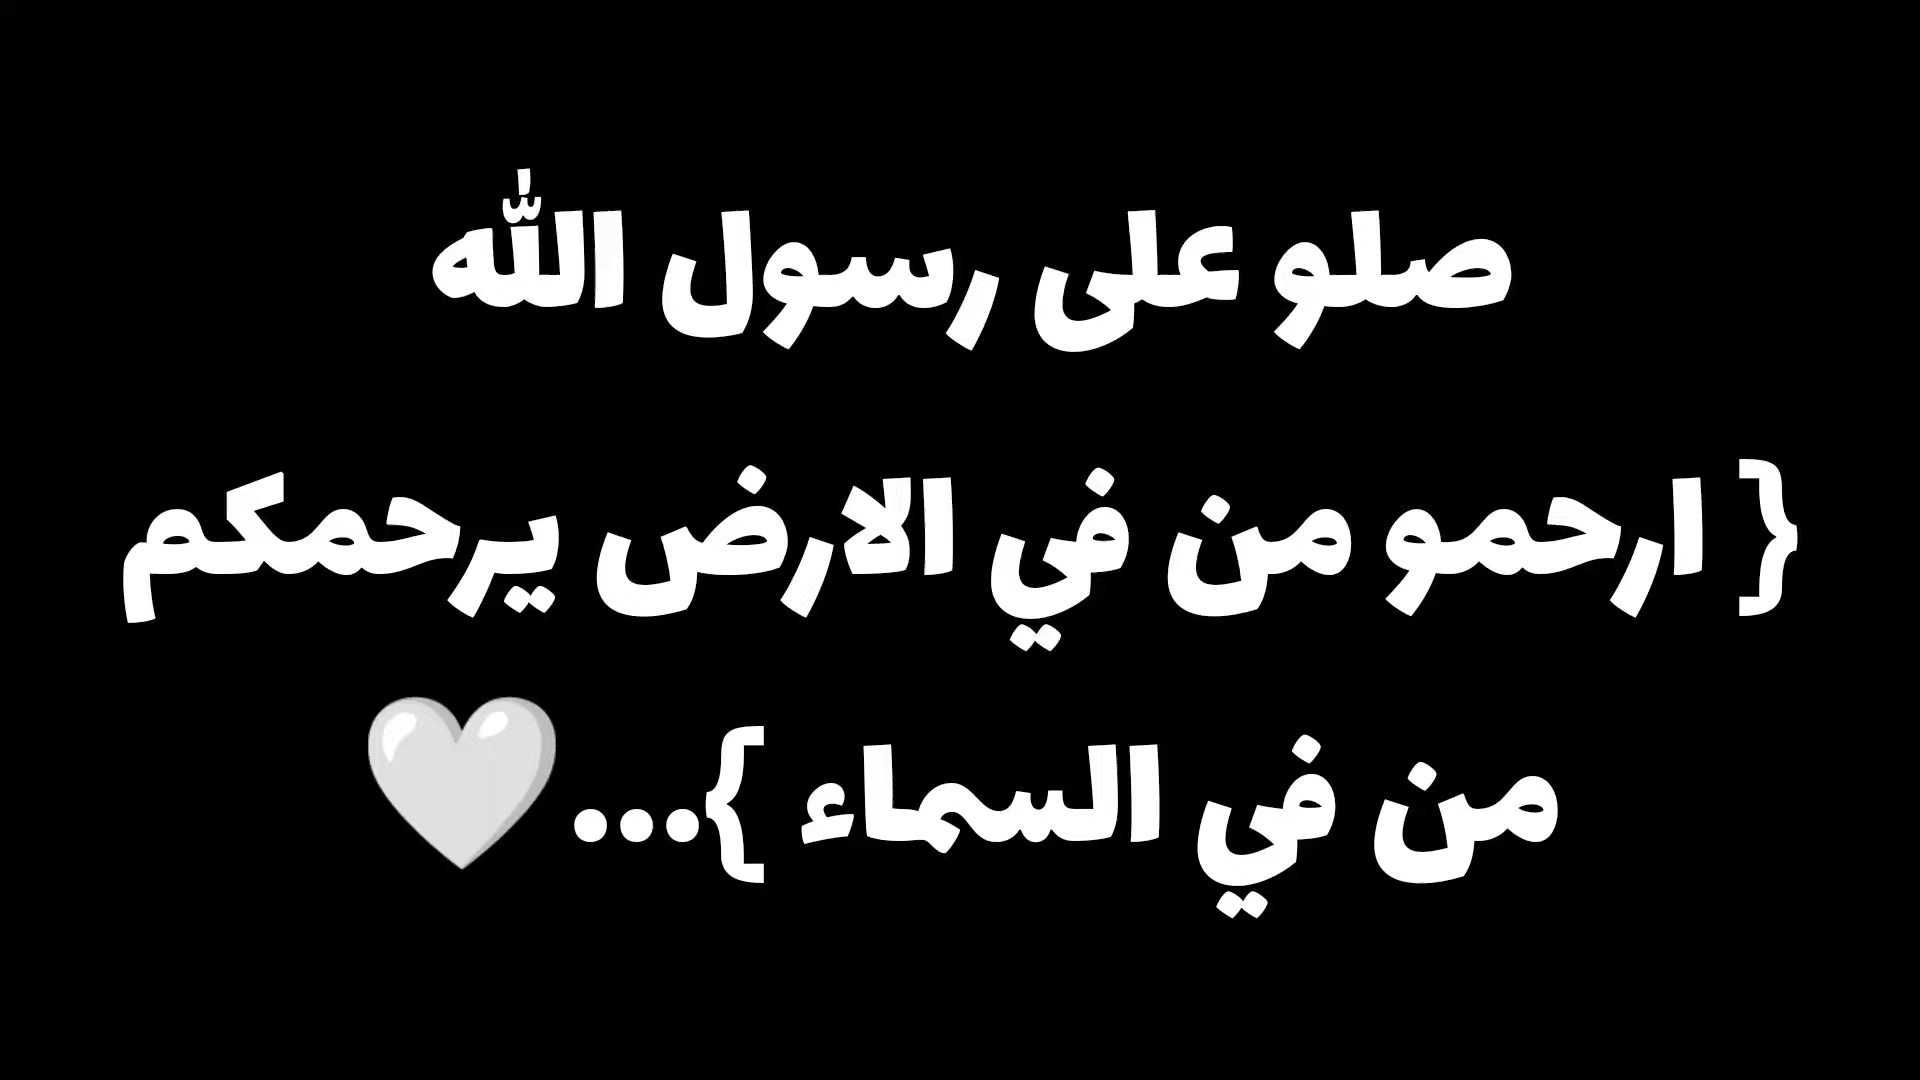 صلو على رسول الله
{ ارحمو من في الارض يرحمكم
من في السماء }...🤍